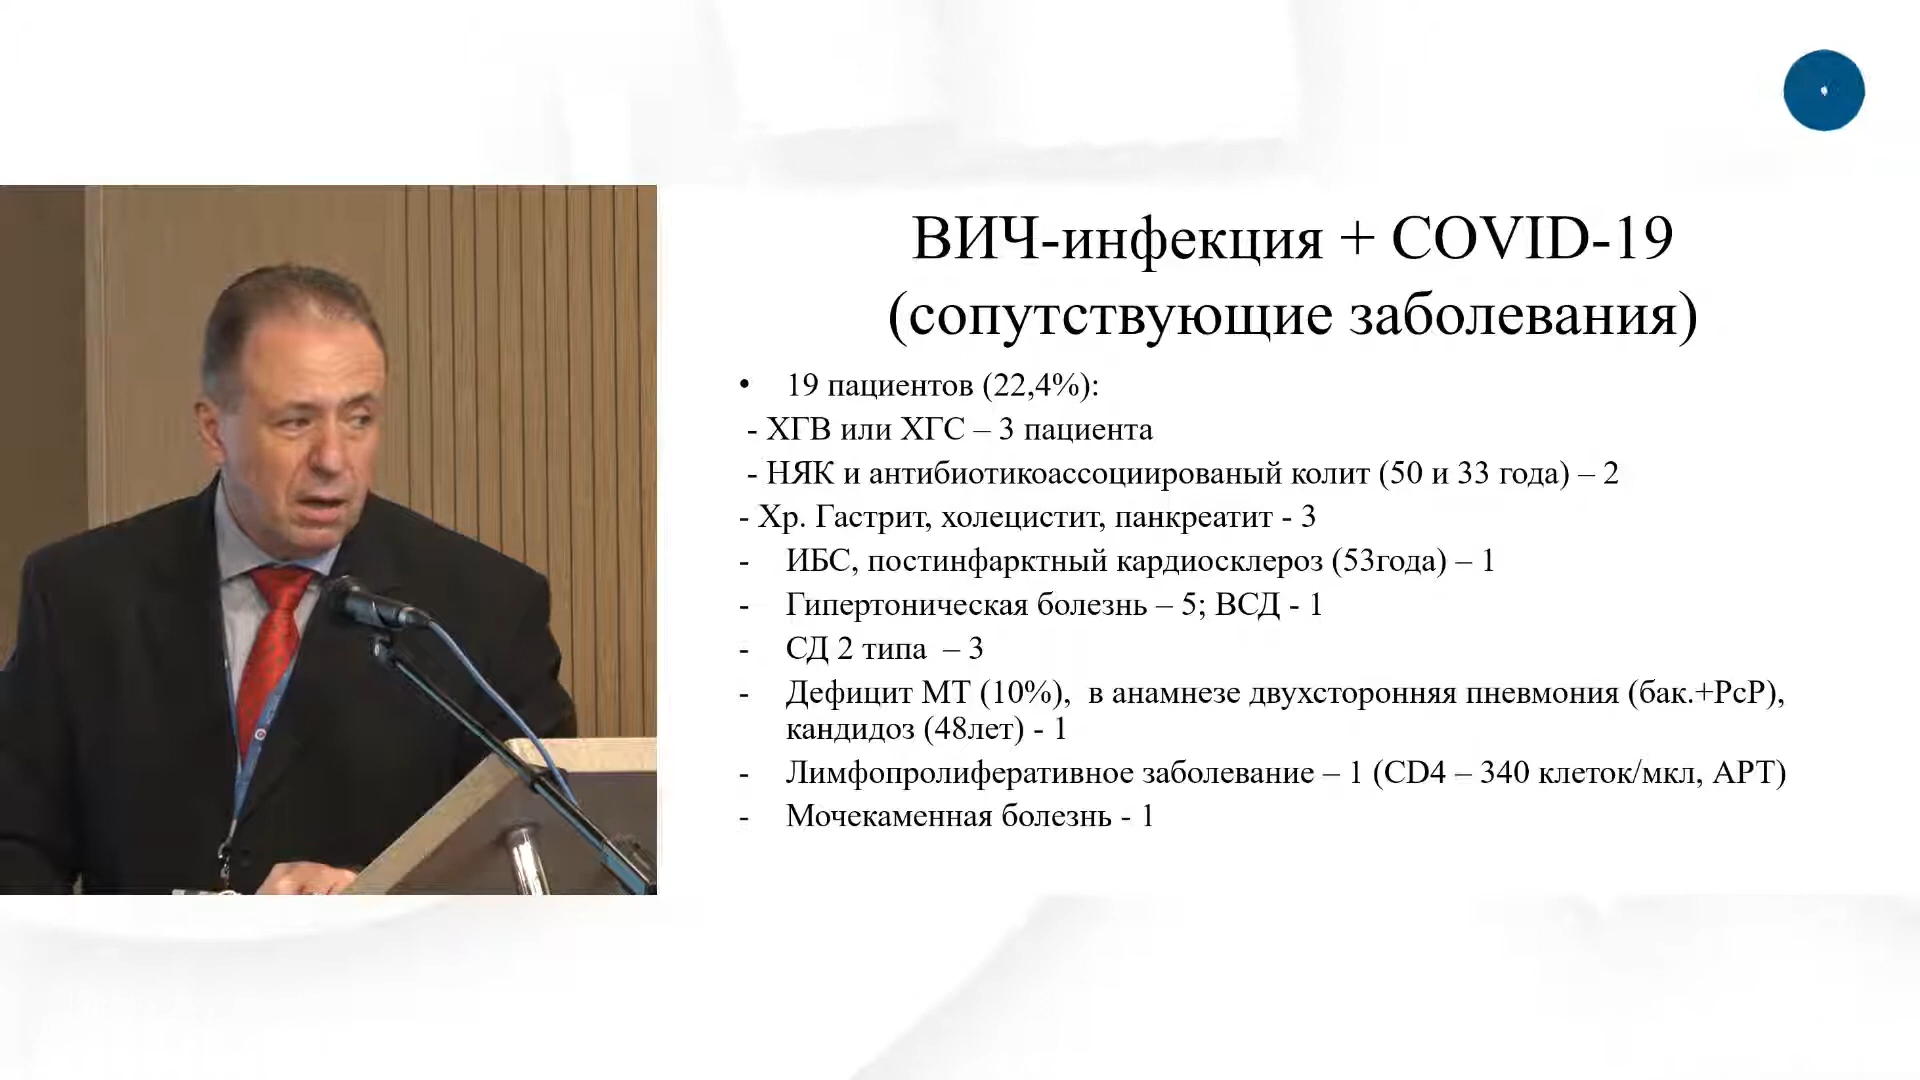 ВИЧ-инфекция + COVID-19
(сопутствующие заболевания)
• 19 пациентов (22,4%):
- ХГВ или ХГС – 3 пациента
- НЯК и антибиотикоассоциированый колит (50 и 33 года) – 2
- Хр. Гастрит, холецистит, панкреатит - 3
- ИБС, постинфарктный кардиосклероз (53года) – 1
- Гипертоническая болезнь – 5; ВСД - 1
- СД 2 типа – 3
- Дефицит МТ (10%), в анамнезе двухсторонняя пневмония (бак.+РсР),
кандидоз (48лет) - 1
- Лимфопролиферативное заболевание – 1 (CD4 – 340 клеток/мкл, АРТ)
- Мочекаменная болезнь - 1